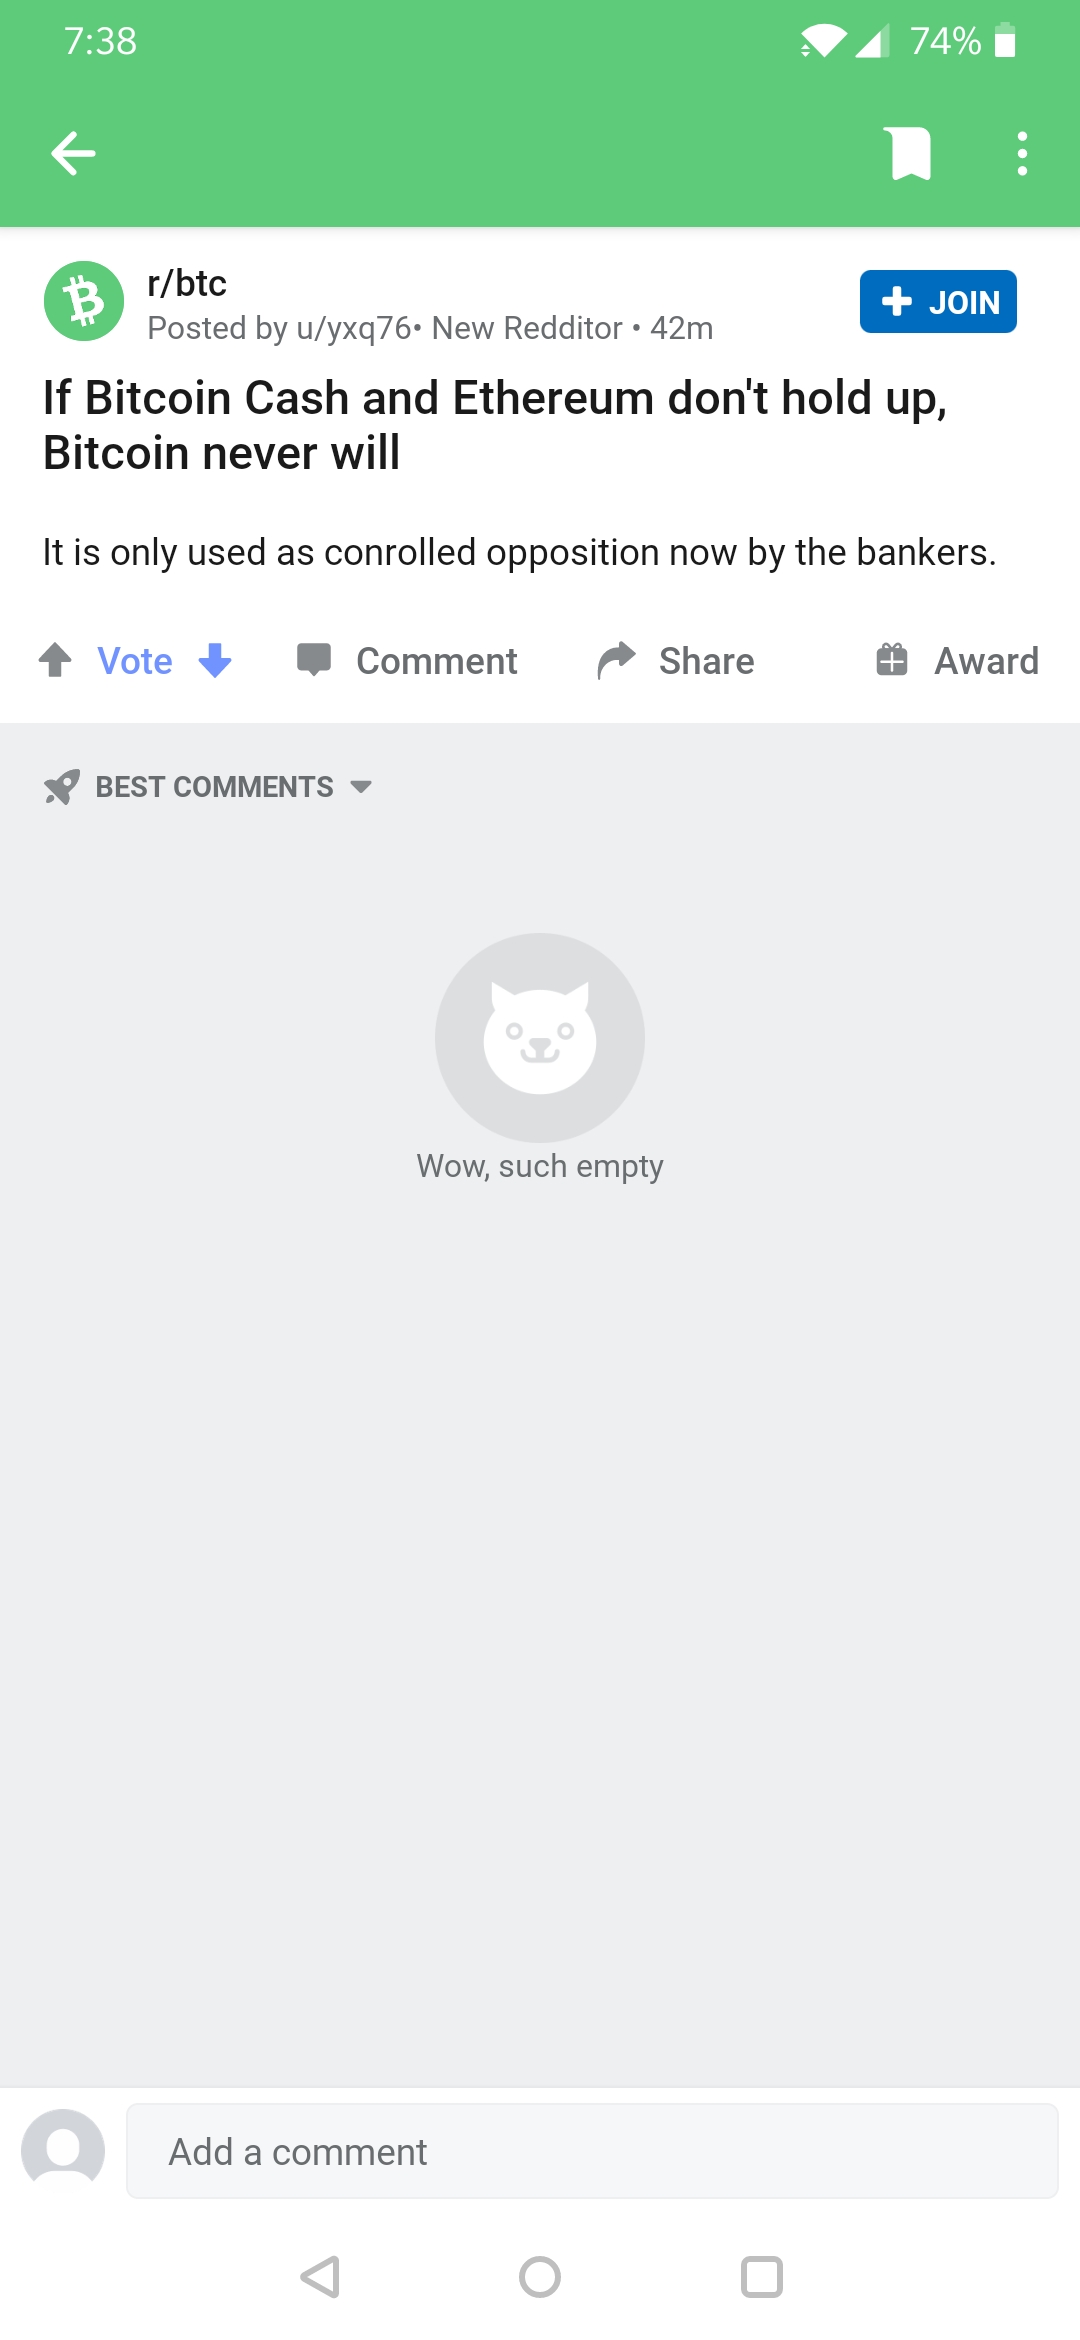 7:38
74%
r/btc
JOIN
Posted by u/yxq76• New Redditor • 42m
If Bitcoin Cash and Ethereum don't hold up,
Bitcoin never will
It is only used as conrolled opposition now by the bankers.
Vote
Comment
Share
Award
BEST COMMENTS
Wow, such empty
Add a comment